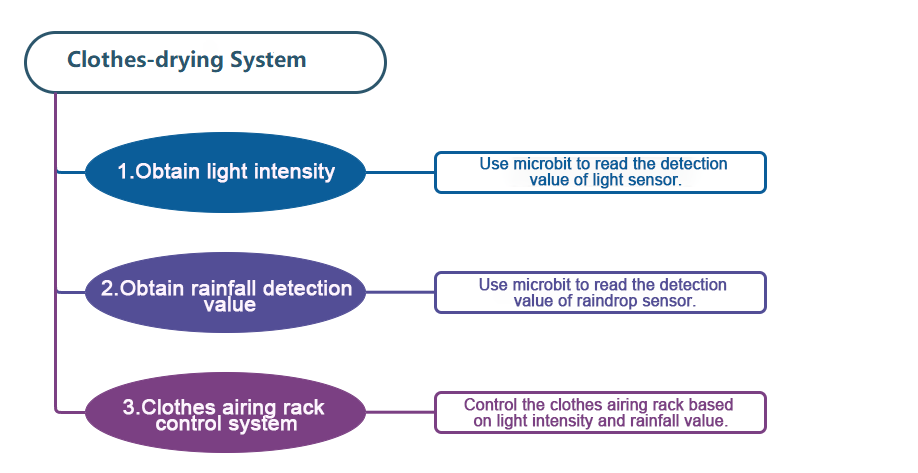 Clothes-drying System
1.Obtain light intensity
Use microbit to read the detection
value of light sensor.
2.Obtain rainfall detection
value
Use microbit to read the detection
value of raindrop sensor.
3.Clothes airing rack
control system
Control the clothes airing rack based
on light intensity and rainfall value.